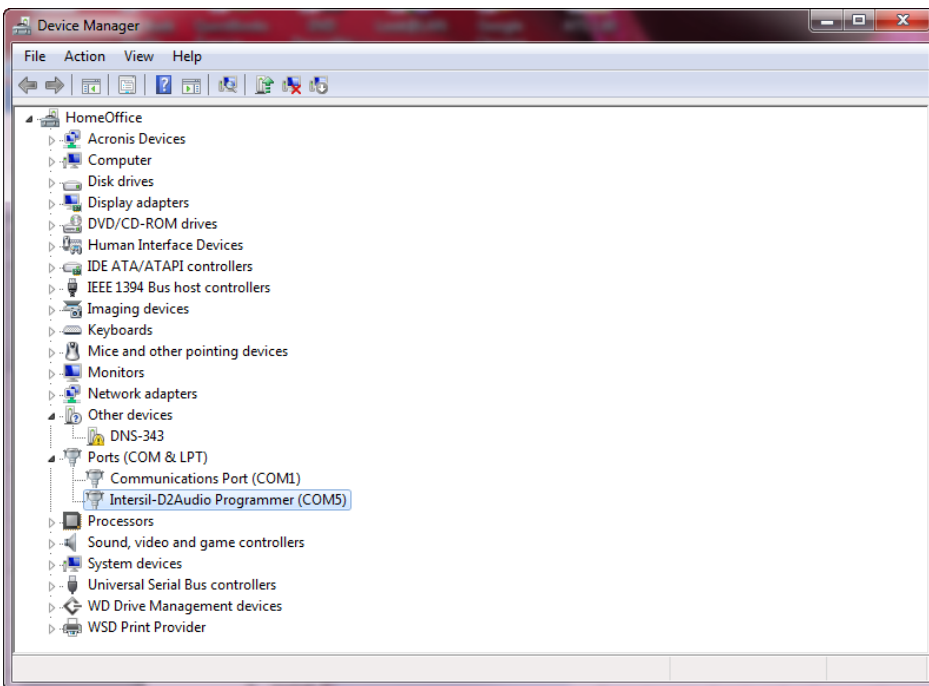 Device Manager
File Action View Help
HomeOffice
Acronis Devices
Computer
Disk drives
Display adapters
DVD/CD-ROM drives
Human Interface Devices
IDE ATA/ATAPI controllers
IEEE 1394 Bus host controllers
Imaging devices
Keyboards
Mice and other pointing devices
Monitors
Network adapters
Other devices
DNS-343
Ports (COM & LPT)
Communications Port (COM1)
Intersil-D2Audio Programmer (COM5)
Processors
Sound, video and game controllers
System devices
Universal Serial Bus controllers
WD Drive Management devices
WSD Print Provider